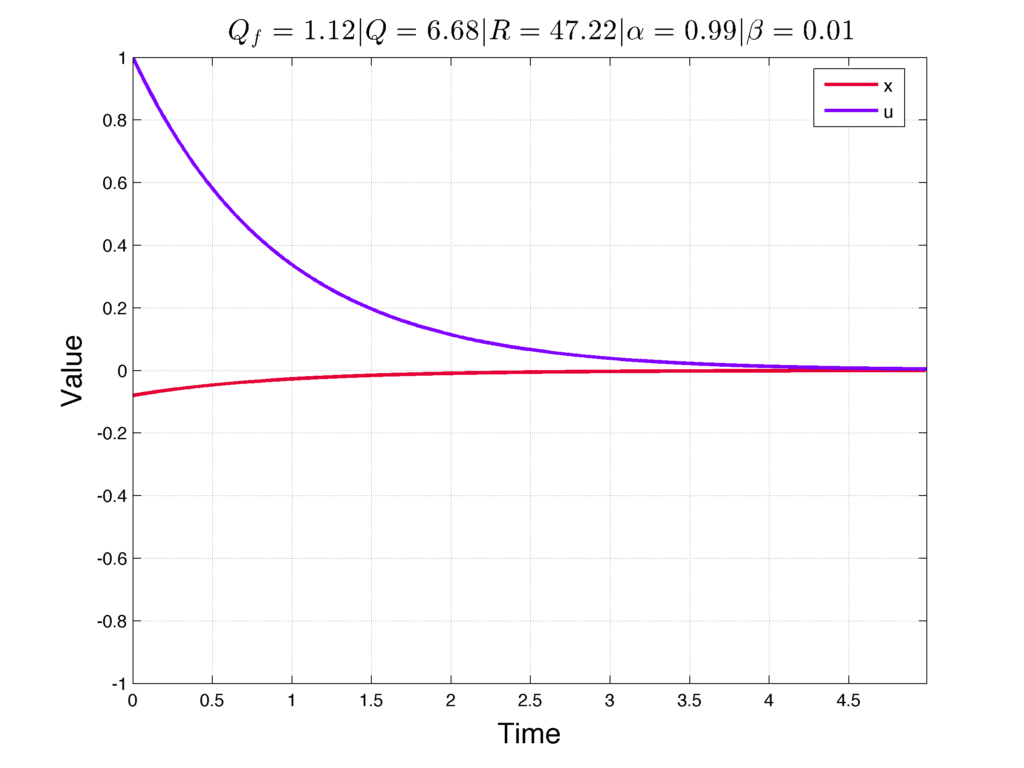 Q_f = 1.12|Q = 6.68|R = 47.22|α = 0.99|β = 0.01
x
u
1
0.8
0.6
0.4
0.2
0
-0.2
-0.4
-0.6
-0.8
-1
Value
0 0.5 1 1.5 2 2.5 3 3.5 4 4.5
Time